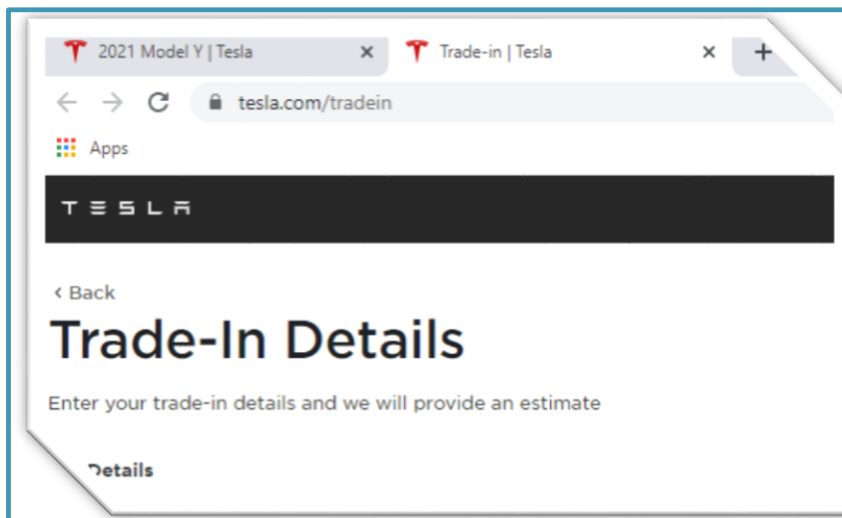 2021 Model Y | Tesla
Trade-in | Tesla
tesla.com/tradein
Apps
TESLA
‹ Back
Trade-In Details
Enter your trade-in details and we will provide an estimate
Details